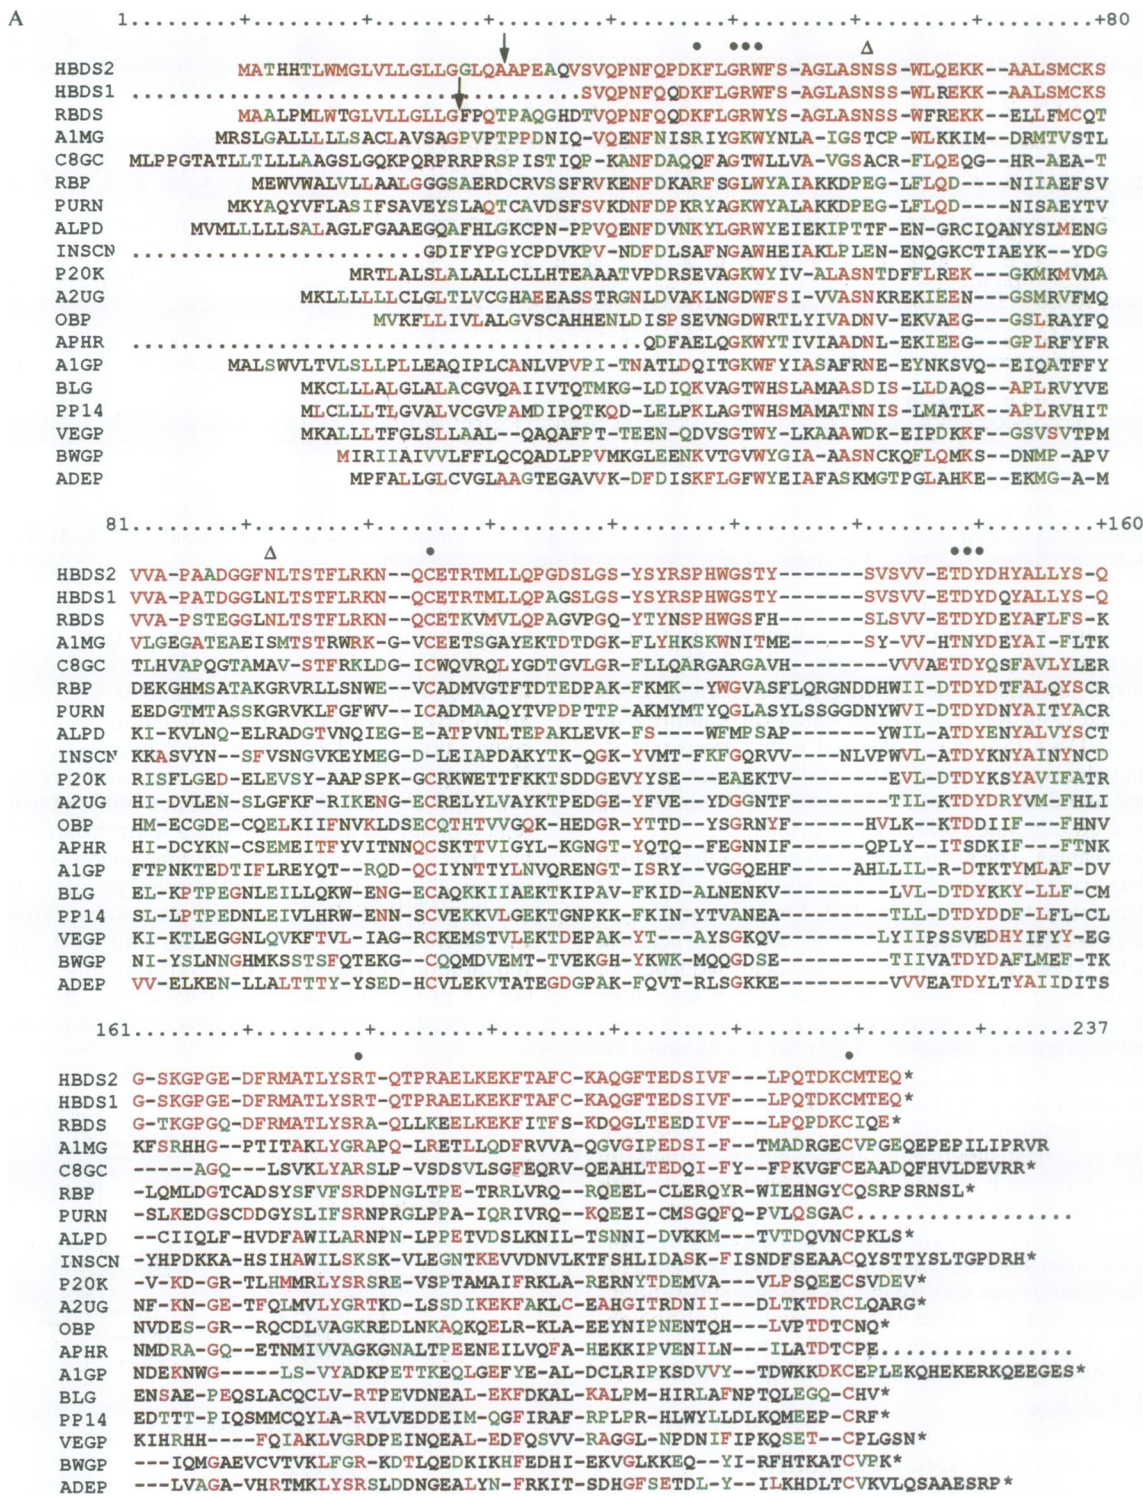 A
1.........+.........+.........+.........+.........+.........+.........+.........+80
HBDS2 MATHHTLWMGLVLLGLLGGLQAAPEAQVSVQPNFQPDKFLGRWFS-AGLASNSS-WLQEKK--AALSMCKS
HBDS1 .....................................SVQPNFQQDKFLGRWFS-AGLASNSS-WLREKK--AALSMCKS
RBDS MAALPMLWTGLVLLGLLGFPQTPAQGHDTVQPNFQQDKFLGRWYS-AGLASNSS-WFREKK--ELLFMCQT
A1MG MRSLGALLLLLSACLAVSAGPVPTPPDNIQ-VQENFNISRIYGKWYNLA-IGSTCP-WLKKIM-DRMTVSTL
C8GC MLPPGTATLLTLLLAAGSLGQKPQRPRRPRSPISTIQP-KANFDAQQFAGTWLLVA-VGSACR-FLQEQG--HR-AEA-T
RBP MEWVWALVLLAALGGGSAERDCRVSSFRVKENFDKARFSGLWYAIAKKDPEG-LFLQD----NIIAEFSV
PURN MKYAQYVFLASIFSAVEYSLAQTCAVDSFSVKDNFDPKRYAGKWYALAKKDPEG-LFLQD----NISAEYTV
ALPD MVMLLLLLSALAGLFGAAEGQAFHLGKCPN-PPVQENFDVNKYLGRWYEIEKIPTTF-EN-GRCIQANYSLMENG
INSCN ........................GDIFYPGYCPDVKPV-NDFDLSAFNGAWHEIAKLPLEN-ENQGKCTIAEYK--YDG
P20K MRTLALSLALALLCLLHTEAAATVPDRSEVAGKWYIV-ALASNTDFFLREK---GKMKMVMA
A2UG MKLLLLLLCLGLTLVCGHAEEASSTRGNLDVAKLNGDWFSI-VVASNKREKIEEN---GSMRVFMQ
OBP MVKFLLIVLALGVSCAHHENLDISPSEVNGDWRTLYIVADNV-EKVAEG---GSLRAYFQ
APHR ..........................................QDFAELQGKWYTIVIAADNL-EKIEEG---GPLRFYFR
A1GP MALSWVLTVLSLLPLLEAQIPLCANLVPVPI-TNATLDQITGKWFYIASAFRNE-EYNKSVQ--EIQATFFY
BLG MKCLLLALGLALACGVQAIIVTQTMKG-LDIQKVAGTWHSLAMAASDIS-LLDAQS--APLRVYVE
PP14 MLCLLLTLGVALVCGVPAMDIPQTKQD-LELPKLAGTWHSMAMATNNIS-LMATLK--APLRVHIT
VEGP MKALLLTFGLSLLAAL--QAQAFPT-TEEN-QDVSGTWY-LKAAAWDK-EIPDKKF--GSVSVTPM
BWGP MIRIIAIVVLFFLQCQADLPPVMKGLEENKVTGVWYGIA-AASNCKQFLQMKS--DNMP-APV
ADEP MPFALLGLCVGLAAGTEGAVVK-DFDISKFLGFWYEIAFASKMGTPGLAHKE--EKMG-A-M
81.........+.........+.........+.........+.........+.........+.........+.........+160
HBDS2 VVA-PAADGGFNLTSTFLRKN--QCETRTMLLQPGDSLGS-YSYRSPHWGSTY--------SVSVV-ETDYDHYALLYS-Q
HBDS1 VVA-PATDGGLNLTSTFLRKN--QCETRTMLLQPAGSLGS-YSYRSPHWGSTY--------SVSVV-ETDYDQYALLYS-Q
RBDS VVA-PSTEGGLNLTSTFLRKN--QCETKVMVLQPAGVPGQ-YTYNSPHWGSFH--------SLSVV-ETDYDEYAFLFS-K
A1MG VLGEGATEAEISMTSTRWRK-G-VCEETSGAYEKTDTDGK-FLYHKSKWNITME-------SY-VV-HTNYDEYAI-FLTK
C8GC TLHVAPQGTAMAV-STFRKLDG-ICWQVRQLYGDTGVLGR-FLLQARGARGAVH--------VVVAETDYQSFAVLYLER
RBP DEKGHMSATAKGRVRLLSNWE--VCADMVGTFTDTEDPAK-FKMK---YWGVASFLQRGNDDHWII-DTDYDTFALQYSCR
PURN EEDGTMTASSKGRVKLFGFWV--ICADMAAQYTVPDPTTP-AKMYMTYQGLASYLSSGGDNYWVI-DTDYDNYAITYACR
ALPD KI-KVLNQ-ELRADGTVNQIEG-E-ATPVNLTEPAKLEVK-FS-----WFMPSAP-------YWVL-ATDYENYALVYSCT
INSCN KKASVYN--SFVSNGVKEYMEG-D-LEIAPDAKYTK-QGK-YVMT-FKFGQRVV----NLVPWVL-ATDYKNYAINYNCD
P20K RISFLGED-ELEVSY-AAPSPK-GCRKWETTFKKTSDDGEVYYSE---EAEKTV--------EVL-DTDYKSYAVIFATR
A2UG HI-DVLEN-SLGFKF-RIKENG-ECRELYLVAYKTPEDGE-YFVE---YDGGNTF-------TIL-KTDYDRYVM-FHLI
OBP HM-ECGDE-CQELKIIFNVKLDSECQTHTVVGQK-HEDGR-YTTD---YSGRNYF------HVLK--KTDDIIF---FHNV
APHR HI-DCYKN-CSEMEITFYVITNNQCSKTTVIGYL-KGNGT-YQTQ---FEGNNIF------QPLY--ITSDKIF---FTNK
A1GP FTPNKTEDTIFLREYQT--RQD-QCIYNTTYLNVQRENGT-ISRY---VGGQEHF------AHLLIL-R-DTKTYMLAF-DV
BLG EL-KPTPEGNLEILLQKW-ENG-ECAQKKIIAEKTKIPAV-FKID-ALNENKV--------LVL-DTDYKKY-LLF-CM
PP14 SL-LPTPEDNLEIVLHRW-ENN-SCVEKKVLGEKTGNPKK-FKIN-YTVANEA--------TLL-DTDYDDF-LFL-CL
VEGP KI-KTLEGGNLQVKFTVL-IAG-RCKEMSTVLEKTDEPAK-YT---AYSGKQV-------LYIIPSSVEDHYIFYY-EG
BWGP NI-YSLNNGHMKSSTSFQTEKG-CQQMDVEMT-TVEKGH-YKWK-MQQGDSE--------TIIVATDYDAFLMEF-TK
ADEP VV-ELKENLLALTTTY-YSED-HCVLEKVTATEGDGPAK-FQVT-RLSGKKE--------VVVEATDYLTYAIIDITS
161.........+.........+.........+.........+.........+.........+.........+.......237
HBDS2 G-SKGPGE-DFRMATLYSRT-QTPRAELKEKFTAFC-KAQGFTEDSIVF---LPQTDKCMTEQ*
HBDS1 G-SKGPGE-DFRMATLYSRT-QTPRAELKEKFTAFC-KAQGFTEDSIVF---LPQTDKCMTEQ*
RBDS G-TKGPGQ-DFRMATLYSRA-QLLKEELKEKFITFS-KDQGLTEEDIVF---LPQPDKCIQE*
A1MG KFSRHHG--PTITAKLYGRAPQ-LRETLLQDFRVVA-QGVGIPEDSI-F---TMADRGECVPGEQEPEPILIPRVR
C8GC -----AGQ---LSVKLYARSLP-VSDSVLSGFEQRV-QEAHLTEDQI-FY--FPKVGFCEAADQFHVLDEVRR*
RBP -LQMLDGTCADSYSFVFSRDPNGLTPE-TRRLVRQ--RQEEL-CLERQYR-WIEHNGYCQSRPSRNSL*
PURN -SLKEDGSCDDGYSLIFSRNPRGLPPA-IQRIVRQ--KQEEI-CMSGQFQ-PVLQSGAC..................
ALPD CIIQLF-HVDFAWILARNPN-LPPETVDSLKNIL-TSNNI-DVKKM---TVTDQVNCPKLS*
INSCN -YHPDKKA-HSIHAWILSKSK-VLEGNTKEVVDNVLKTFSHLIDASK-FISNDFSEAACQYSTTYSLTGPDRH*
P20K -V-KD-GR-TLHMMRLYSRSREVSPTAMAIFRKLA-RERNYTDEMVA---VLPSQEECSVDEV*
A2UG NF-KN-GE-TFQLMVLYGRTKD-LSSDIKEKFAKLC-EAHGITRDNII---DLTKTDRCLQARG*
OBP NVDES-GR--RQCDLVAGKREDLNKAQKQELR-KLA-EEYNIPNENTQH---LVPTDTCNQ*
APHR NMDRA-GQ--ETNMIVVAGKGNALTPEENEILVQFA-HEKKIPVENILN---ILATDTCPE................
A1GP NDEKNWG-----LS-VYADKPETTKEQLGEFYE-AL-DCLRIPKSDVVY---TDWKKDKCEPLEKQHEKERKQEEGES*
BLG ENSAE-PEQSLACQCLV-RTPEVDNEAL-EKFDKAL-KALPM-HIRLAFNPTQLEGQ-CHV*
PP14 EDTTT-PIQSMMCQYLA-RVLVEDDEIM-QGFIRAF-RPLPR-HLWYLLDLKQMEEP-CRF*
VEGP KIHRHH----FQIAKLVGRDPEINQEAL-EDFQSVV-RAGGL-NPDNIFIPKQSET--CPLGSN*
BWGP ---IQMGAEVCVTVKLFGR-KDTLQEDKIKHFEDHI-EKVGLKKEQ--YI-RFHTKATCVPK*
ADEP ---LVAGA-VHRTMKLYSRSLDDNGEALYN-FRKIT-SDHGFSETDL-Y---ILKHDLTCVKVLQSAAESRP*